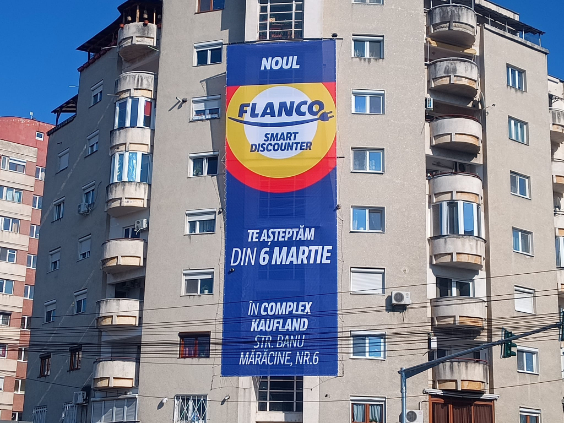 NOUL
FLANCO
SMART
DISCOUNTER
TE AȘTEPTĂM
DIN 6 MARTIE
ÎN COMPLEX
KAUFLAND
STR. BANU
MĂRĂCINE, NR.6